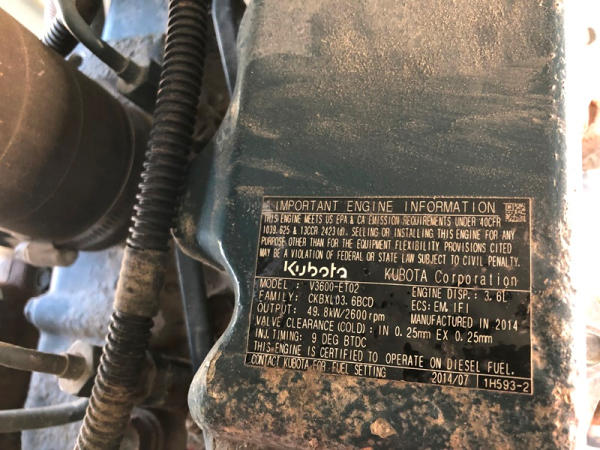 IMPORTANT ENGINE INFORMATION
THIS ENGINE MEETS US EPA & CA EMISSION REQUIREMENTS UNDER 40CFR
1039.625 & 13CCR 2423(d). SELLING OR INSTALLING THIS ENGINE FOR ANY
PURPOSE OTHER THAN FOR THE EQUIPMENT FLEXIBILITY PROVISIONS CITED
MAY BE A VIOLATION OF FEDERAL OR STATE LAW SUBJECT TO CIVIL PENALTY.
Kubota KUBOTA Corporation
MODEL : V3600-ET02 ENGINE DISP.: 3.6L
FAMILY: CKBXL03.6BCD ECS: EM, IFI
OUTPUT: 49.8kW/2600rpm MANUFACTURED IN 2014
VALVE CLEARANCE (COLD): IN 0.25mm EX 0.25mm
INJ.TIMING: 9 DEG BTDC
THIS ENGINE IS CERTIFIED TO OPERATE ON DIESEL FUEL.
CONTACT KUBOTA FOR FUEL SETTING 2014/07 1H593-2